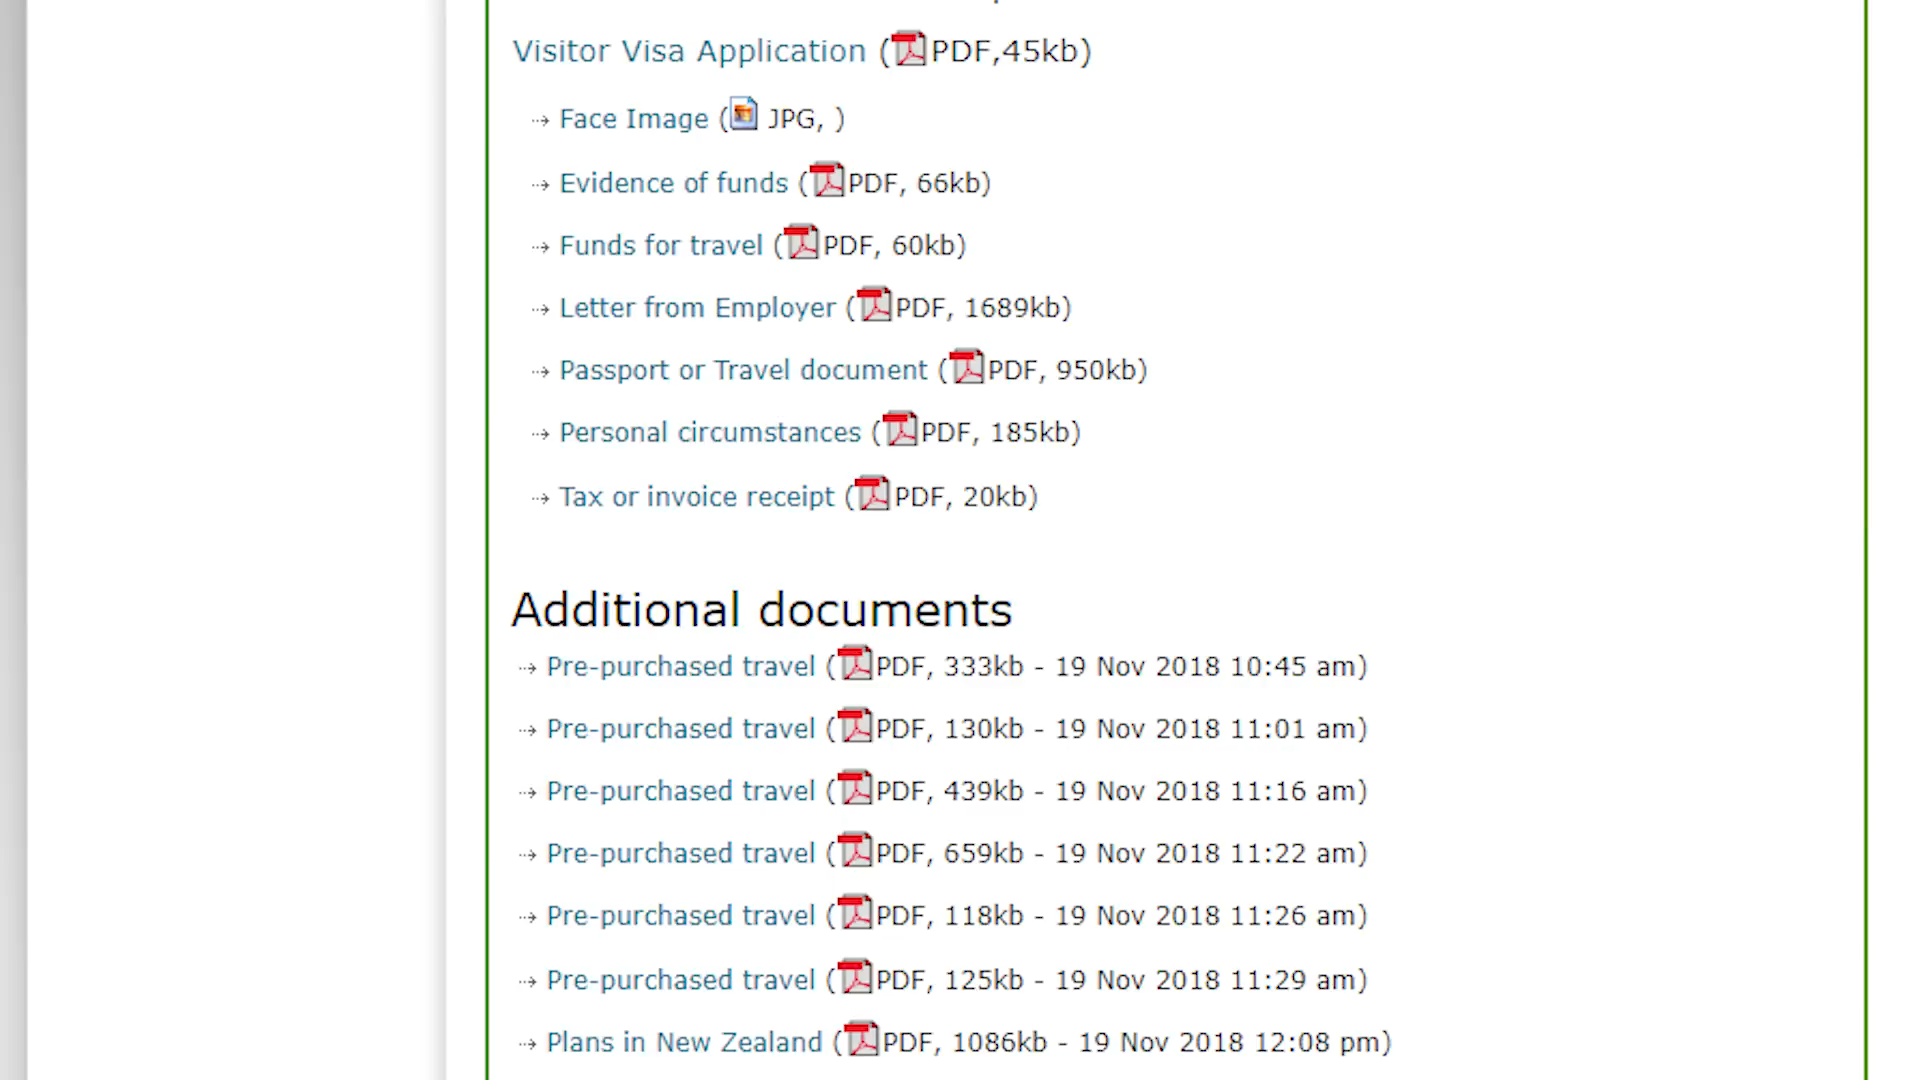 Visitor Visa Application (PDF,45kb)
Face Image ( JPG, )
Evidence of funds (PDF, 66kb)
Funds for travel (PDF, 60kb)
Letter from Employer (PDF, 1689kb)
Passport or Travel document (PDF, 950kb)
Personal circumstances (PDF, 185kb)
Tax or invoice receipt (PDF, 20kb)
Additional documents
Pre-purchased travel (PDF, 333kb - 19 Nov 2018 10:45 am)
Pre-purchased travel (PDF, 130kb - 19 Nov 2018 11:01 am)
Pre-purchased travel (PDF, 439kb - 19 Nov 2018 11:16 am)
Pre-purchased travel (PDF, 659kb - 19 Nov 2018 11:22 am)
Pre-purchased travel (PDF, 118kb - 19 Nov 2018 11:26 am)
Pre-purchased travel (PDF, 125kb - 19 Nov 2018 11:29 am)
Plans in New Zealand (PDF, 1086kb - 19 Nov 2018 12:08 pm)